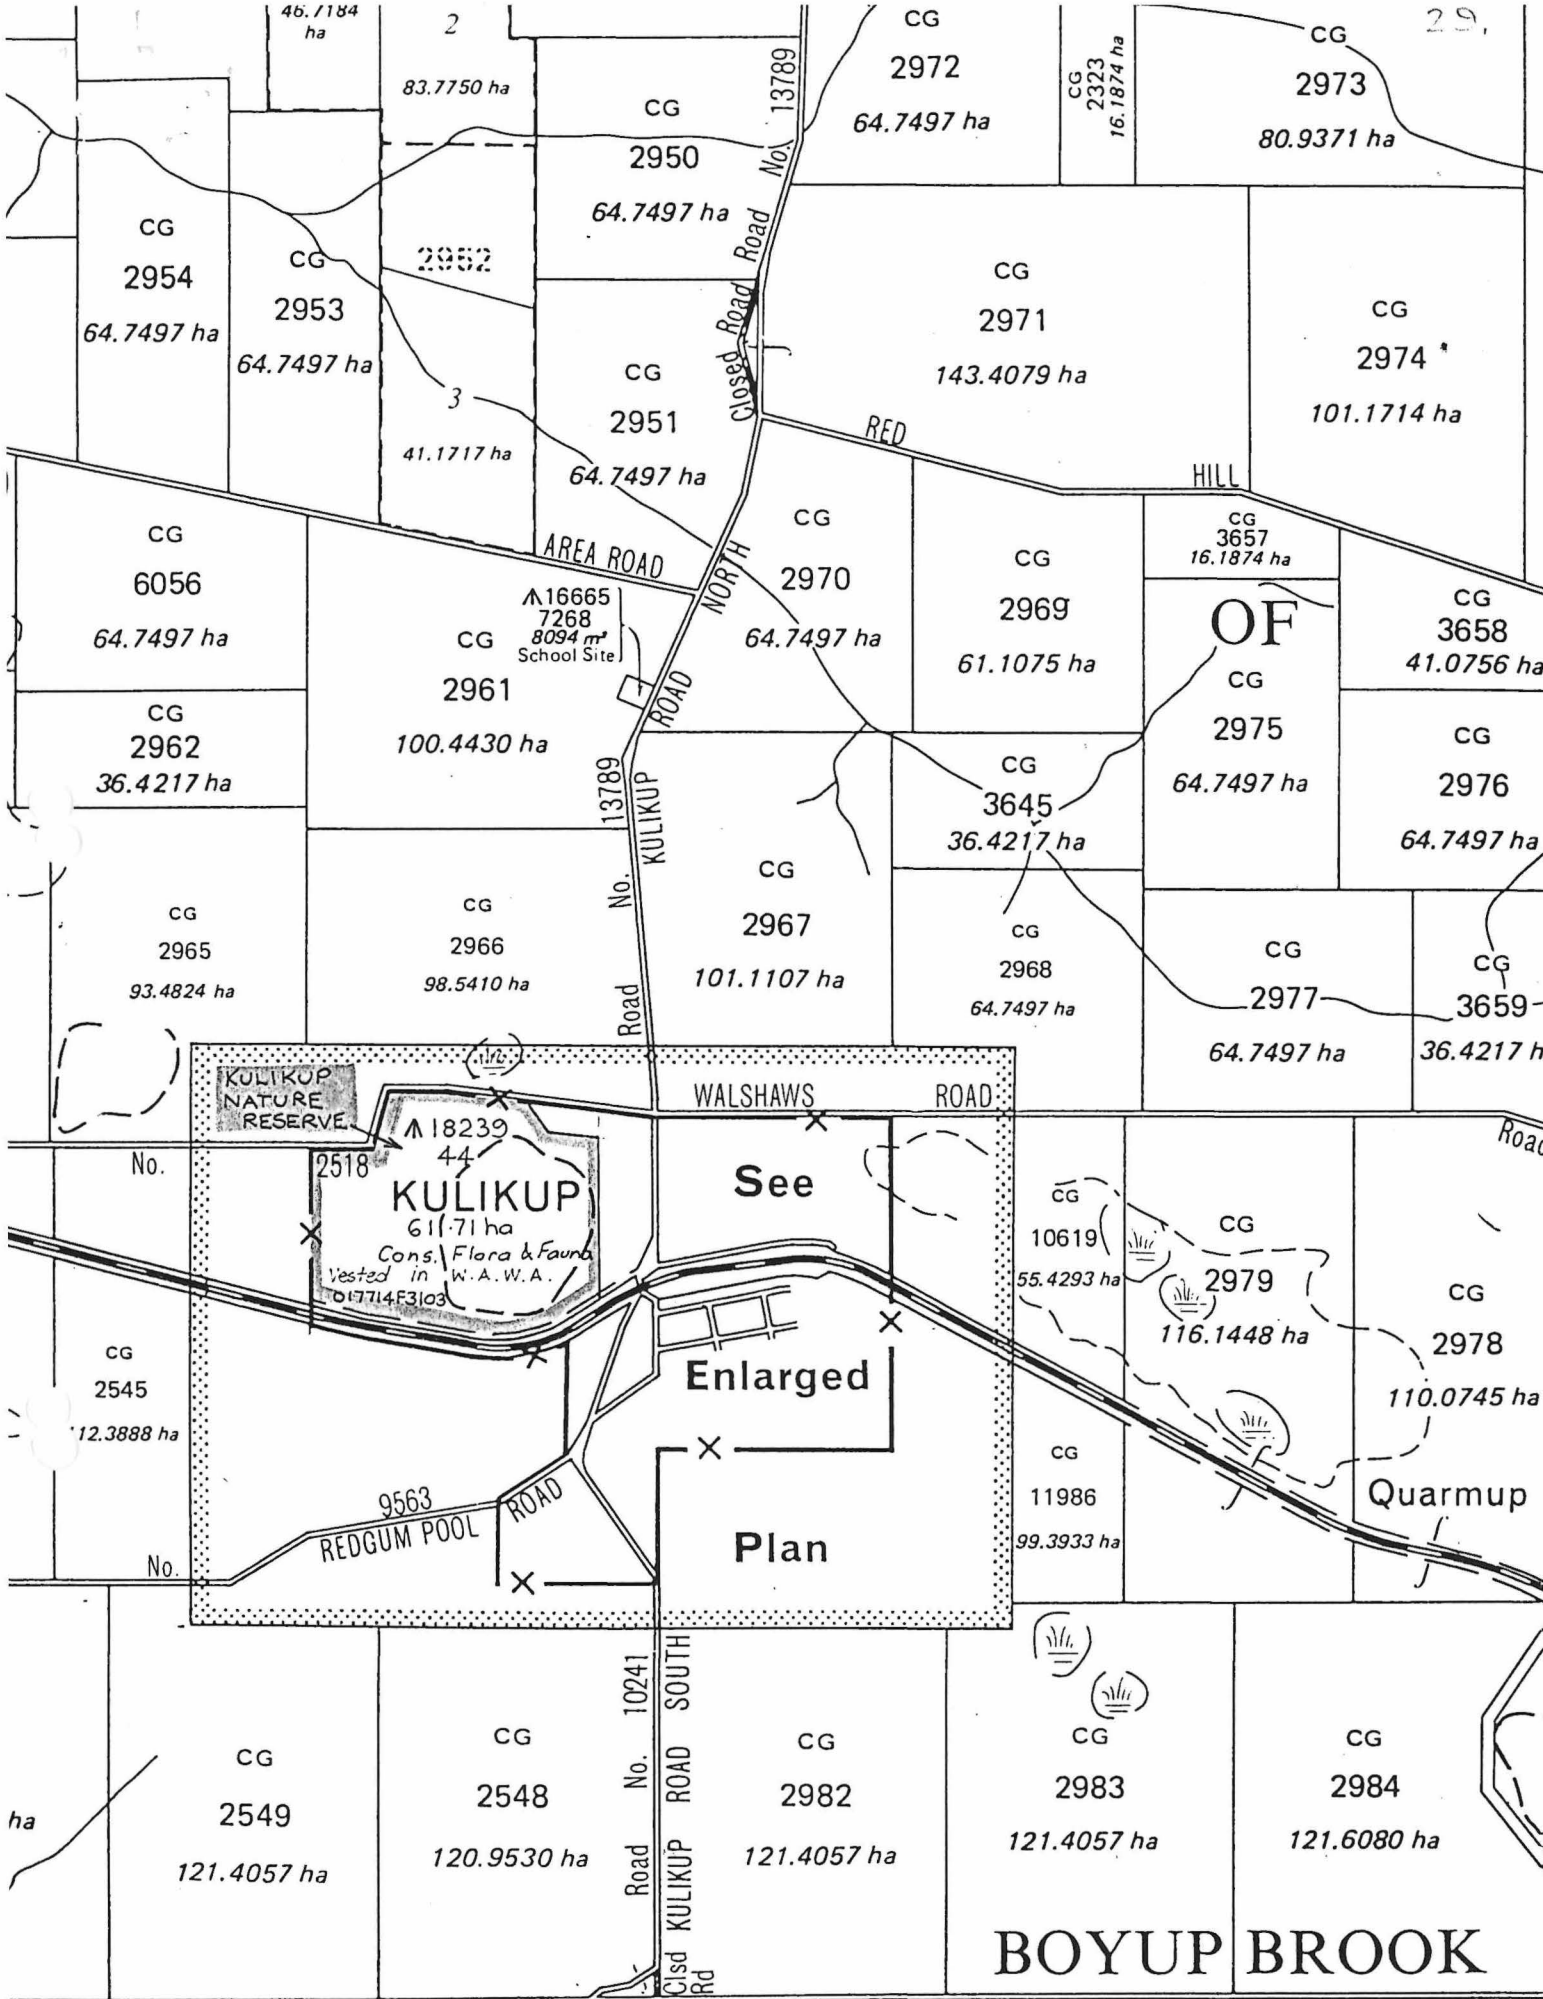 46.7184
ha
2
83.7750 ha
CG
2950
64.7497 ha
No. 13789
Road
CG
2972
64.7497 ha
CG
2323
16.1874 ha
CG
2973
80.9371 ha
29,
CG
2954
64.7497 ha
CG
2953
64.7497 ha
2952
3
41.1717 ha
CG
2951
64.7497 ha
Closed Road
CG
2971
143.4079 ha
CG
2974
101.1714 ha
RED
HILL
CG
6056
64.7497 ha
AREA ROAD
16665
7268
8094 m²
School Site
CG
2961
100.4430 ha
NORTH
ROAD
KULIKUP
CG
2970
64.7497 ha
CG
2969
61.1075 ha
CG
3657
16.1874 ha
OF
CG
3658
41.0756 ha
CG
2962
36.4217 ha
CG
2975
64.7497 ha
CG
2976
64.7497 ha
CG
3645
36.4217 ha
Road No. 13789
CG
2965
93.4824 ha
CG
2966
98.5410 ha
CG
2967
101.1107 ha
CG
2968
64.7497 ha
CG
2977
64.7497 ha
CG
3659
36.4217 h
KULIKUP
NATURE
RESERVE
WALSHAWS ROAD
Road
No.
2518
18239
44
KULIKUP
611.71 ha
Cons. Flora & Fauna
Vested in W.A.W.A.
017714F3103
See
Enlarged
Plan
CG
10619
55.4293 ha
CG
2979
116.1448 ha
CG
2978
110.0745 ha
CG
2545
112.3888 ha
CG
11986
99.3933 ha
Quarmup
No.
9563
REDGUM POOL ROAD
CG
2549
121.4057 ha
CG
2548
120.9530 ha
Road No. 10241
KULIKUP ROAD SOUTH
Clsd
Rd
CG
2982
121.4057 ha
CG
2983
121.4057 ha
CG
2984
121.6080 ha
ha
BOYUP BROOK